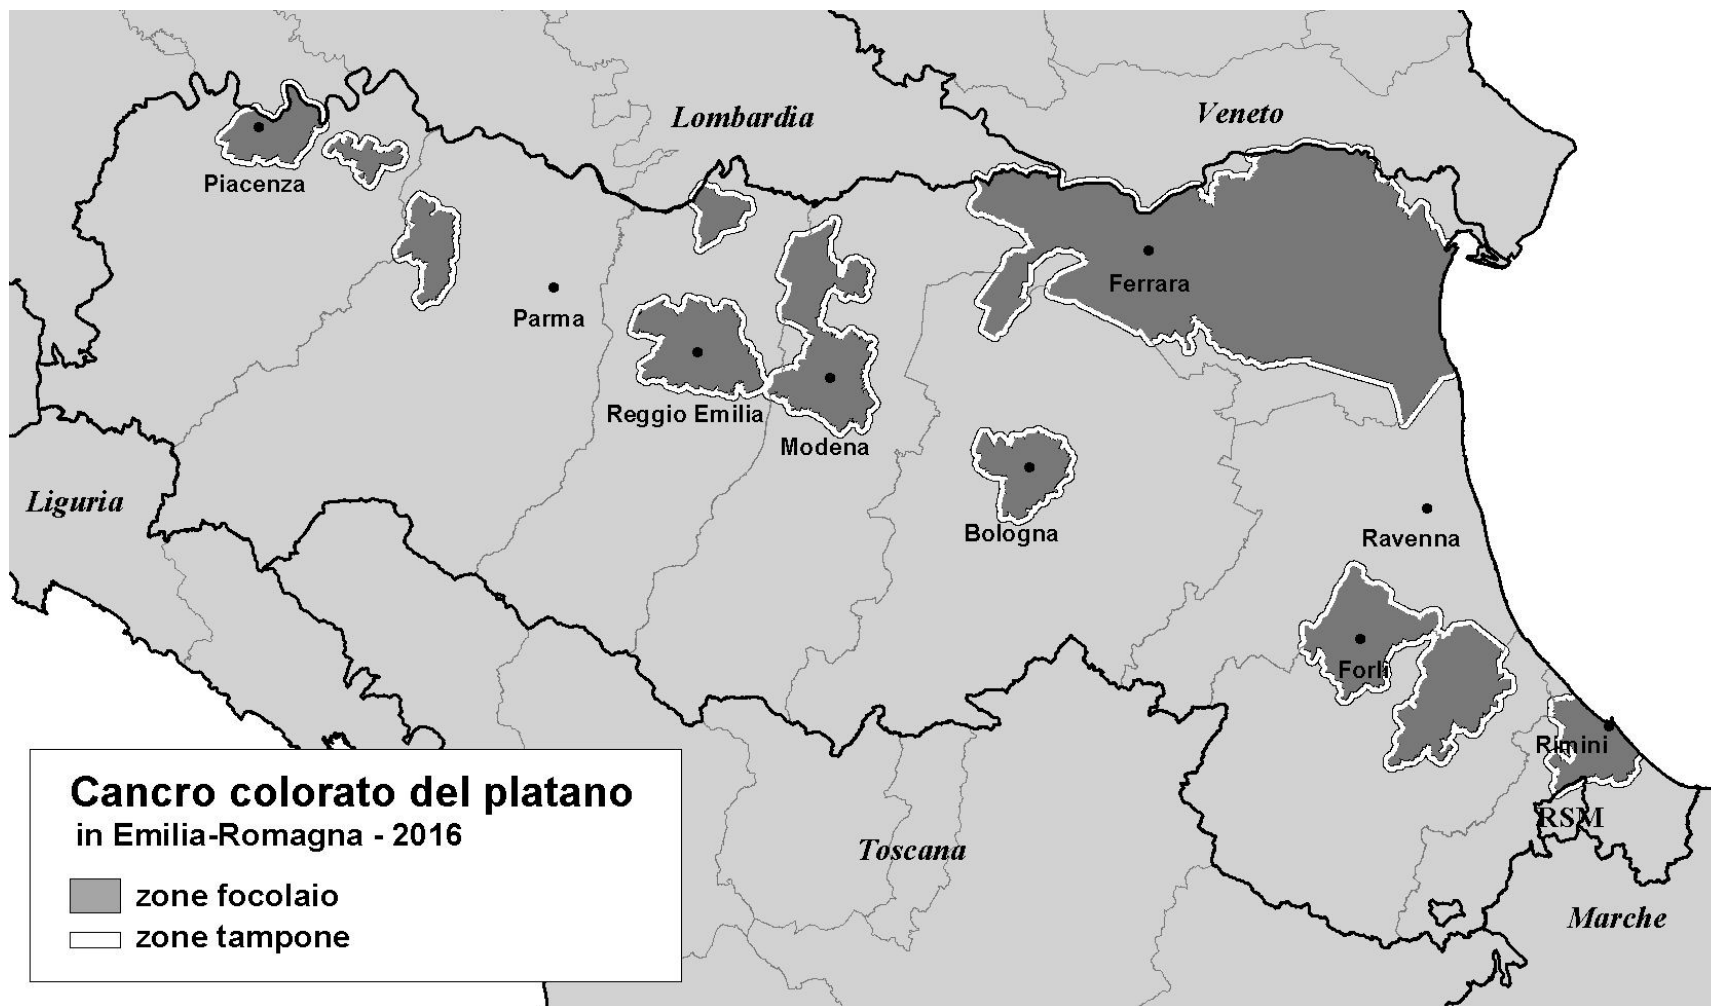 Lombardia
Veneto
Piacenza
Ferrara
Parma
Reggio Emilia
Modena
Liguria
Bologna
Ravenna
Forlì
Rimini
RSM
Toscana
Marche
Cancro colorato del platano
in Emilia-Romagna - 2016
zone focolaio
zone tampone